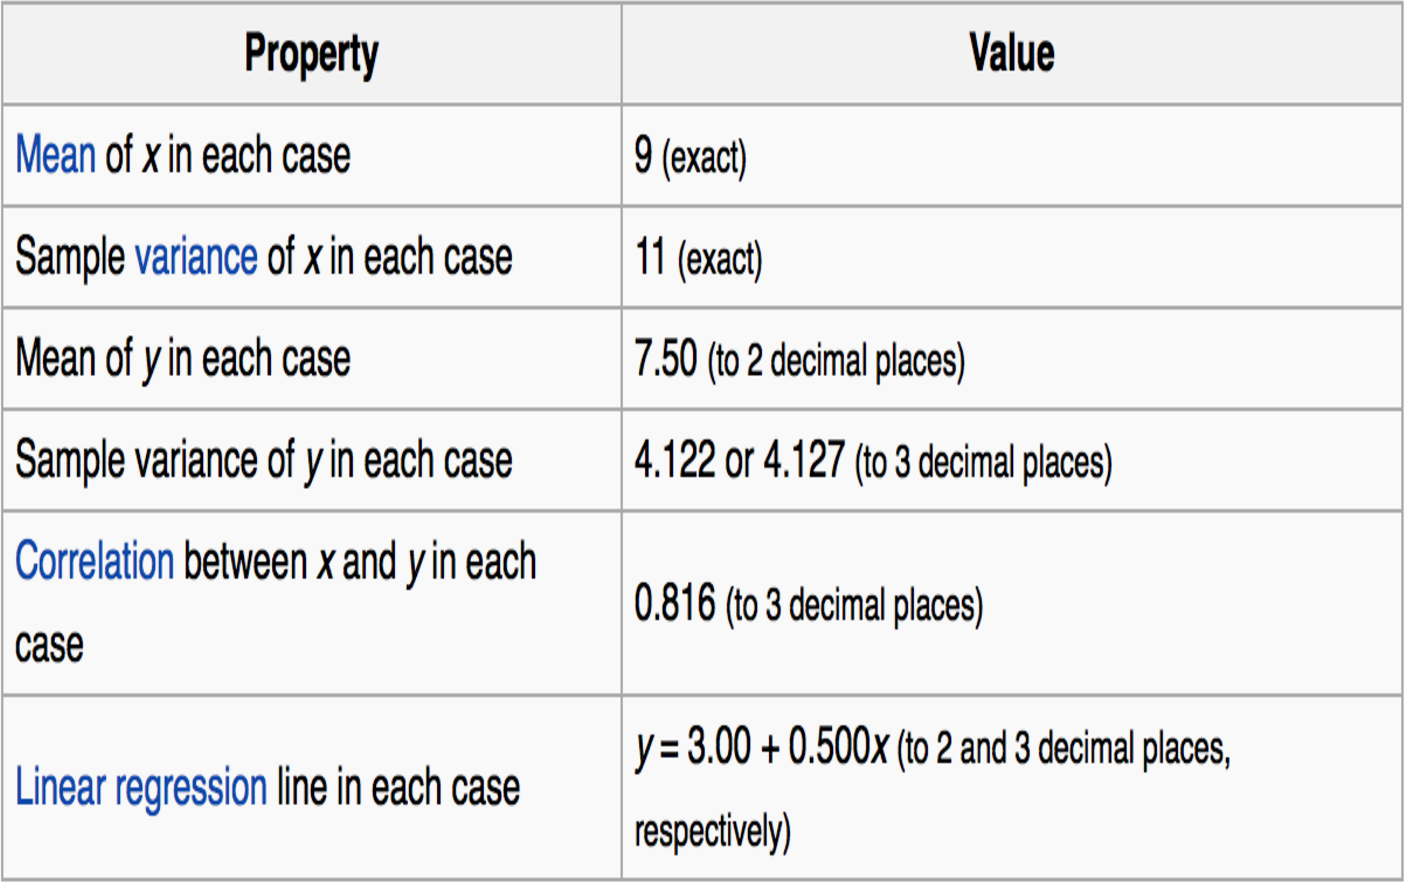 Property Value
Mean of x in each case 9 (exact)
Sample variance of x in each case 11 (exact)
Mean of y in each case 7.50 (to 2 decimal places)
Sample variance of y in each case 4.122 or 4.127 (to 3 decimal places)
Correlation between x and y in each
case
0.816 (to 3 decimal places)
Linear regression line in each case
y = 3.00 + 0.500x (to 2 and 3 decimal places,
respectively)